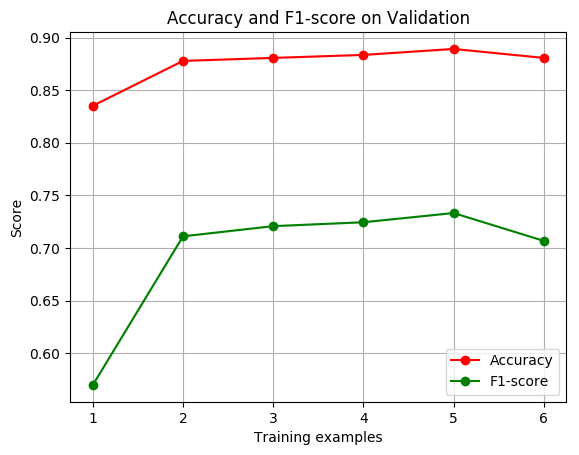 Accuracy and F1-score on Validation
0.90
0.85
0.80
0.75
0.70
0.65
0.60
Score
Accuracy
F1-score
1 2 3 4 5 6
Training examples